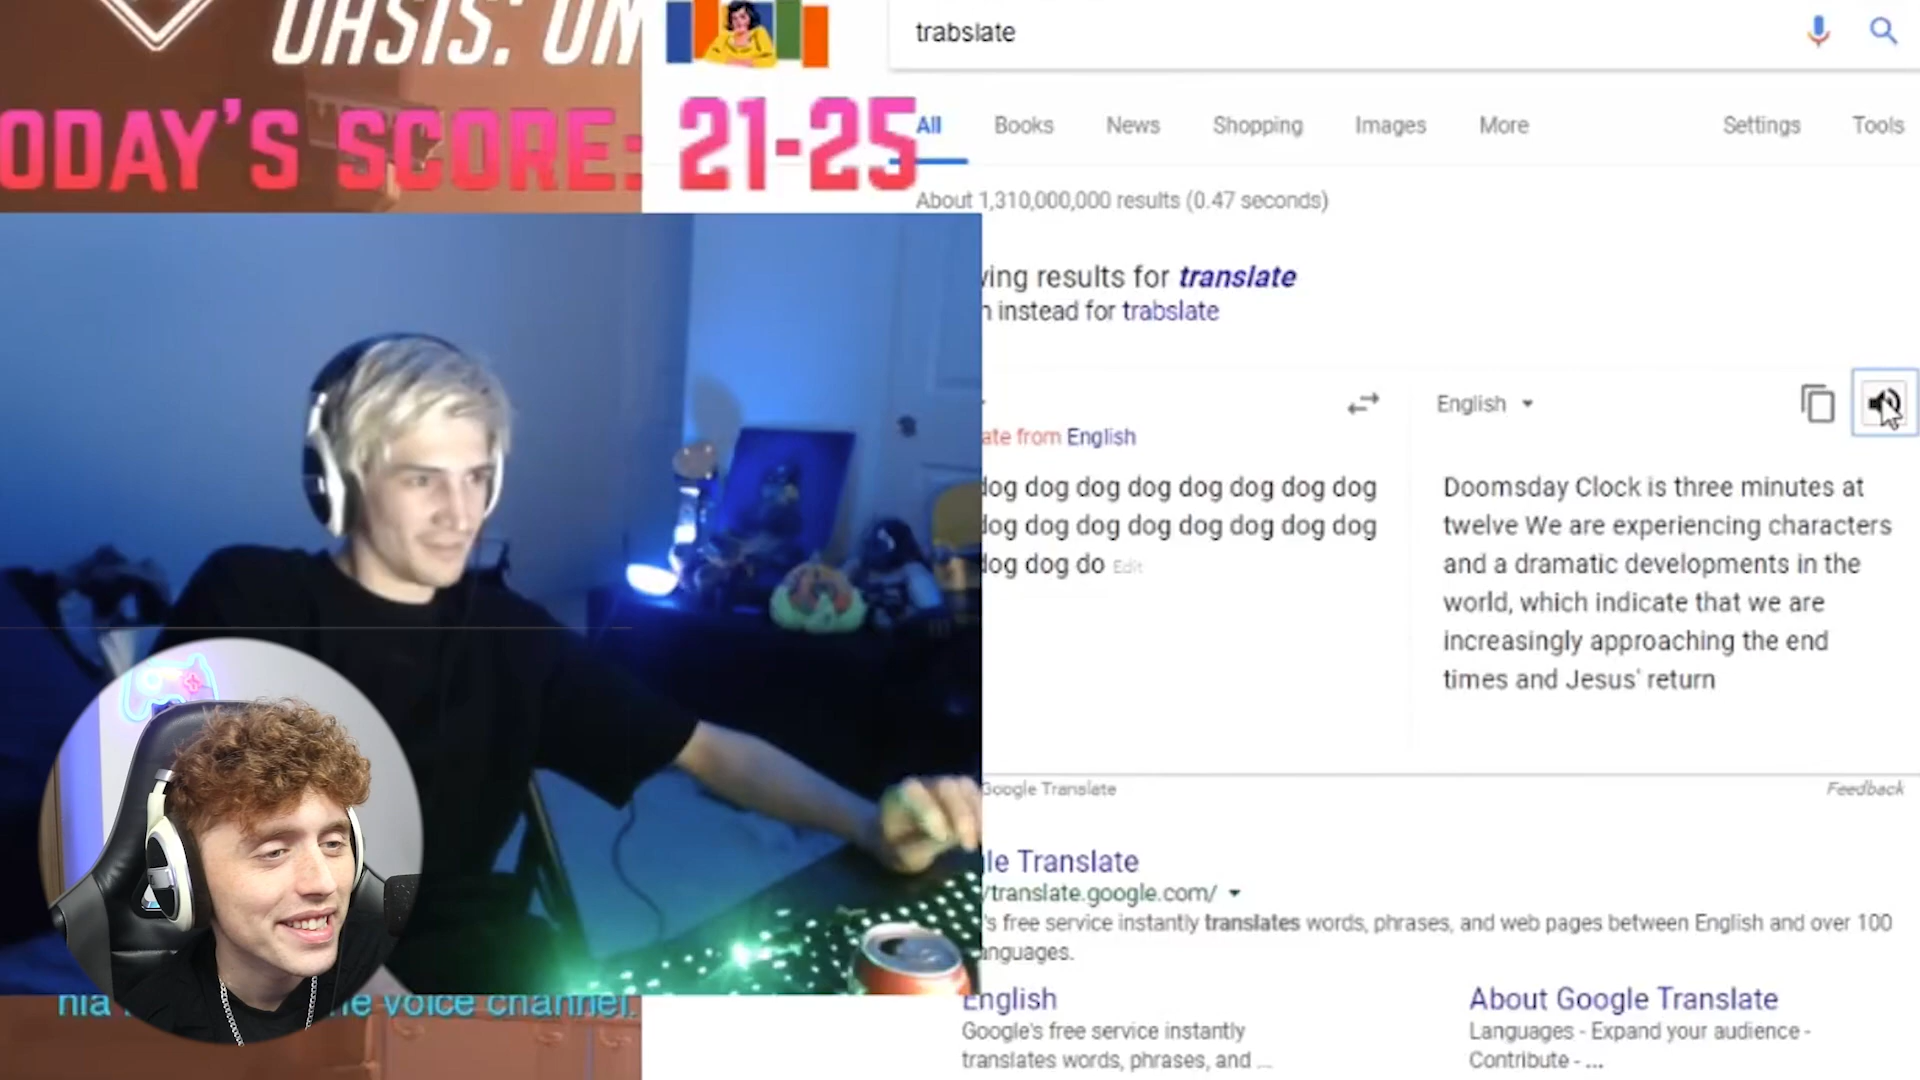 OASIS: UN
ODAY'S SCORE: 21-25
trabslate
All Books News Shopping Images More Settings Tools
About 1,310,000,000 results (0.47 seconds)
ving results for translate
n instead for trabslate
English
ate from English
dog dog dog dog dog dog dog dog
dog dog dog dog dog dog dog dog
dog dog do Edit
Doomsday Clock is three minutes at
twelve We are experiencing characters
and a dramatic developments in the
world, which indicate that we are
increasingly approaching the end
times and Jesus' return
Google Translate
Feedback
le Translate
/translate.google.com/
's free service instantly translates words, phrases, and web pages between English and over 100
anguages.
English
Google's free service instantly
translates words, phrases, and ...
About Google Translate
Languages - Expand your audience -
Contribute - ...
voice channel.